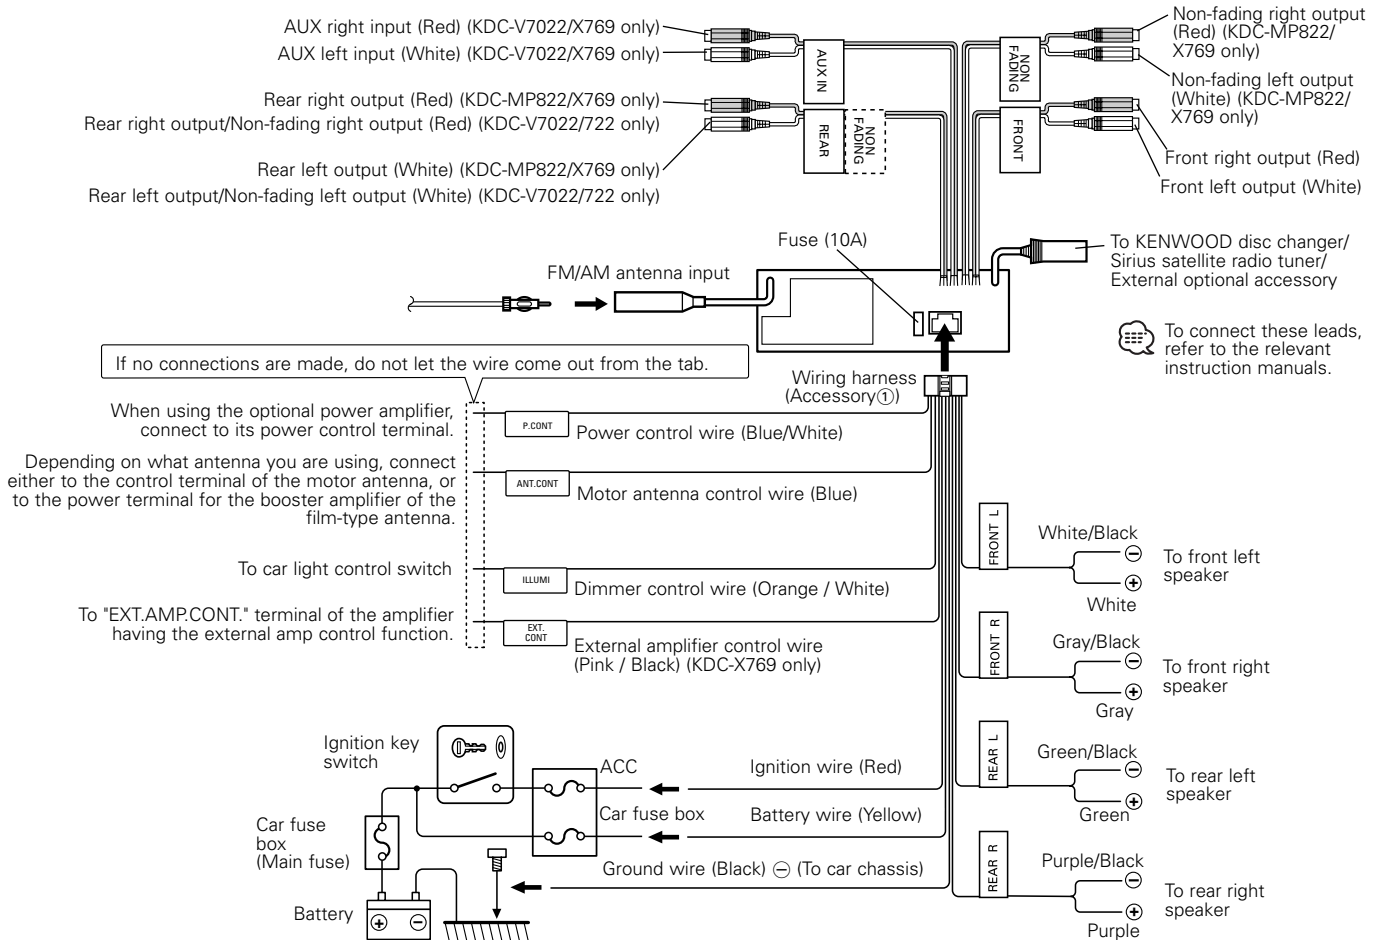 AUX right input (Red) (KDC-V7022/X769 only)
AUX left input (White) (KDC-V7022/X769 only)
Rear right output (Red) (KDC-MP822/X769 only)
Rear right output/Non-fading right output (Red) (KDC-V7022/722 only)
Rear left output (White) (KDC-MP822/X769 only)
Rear left output/Non-fading left output (White) (KDC-V7022/722 only)
AUX IN
REAR
NON
FADING
NON
FADING
FRONT
Non-fading right output
(Red) (KDC-MP822/
X769 only)
Non-fading left output
(White) (KDC-MP822/
X769 only)
Front right output (Red)
Front left output (White)
Fuse (10A)
FM/AM antenna input
To KENWOOD disc changer/
Sirius satellite radio tuner/
External optional accessory
To connect these leads,
refer to the relevant
instruction manuals.
If no connections are made, do not let the wire come out from the tab.
Wiring harness
(Accessory①)
When using the optional power amplifier,
connect to its power control terminal.
P.CONT
Power control wire (Blue/White)
Depending on what antenna you are using, connect
either to the control terminal of the motor antenna, or
to the power terminal for the booster amplifier of the
film-type antenna.
ANT.CONT
Motor antenna control wire (Blue)
To car light control switch
ILLUMI
Dimmer control wire (Orange / White)
To "EXT.AMP.CONT." terminal of the amplifier
having the external amp control function.
EXT.
CONT
External amplifier control wire
(Pink / Black) (KDC-X769 only)
FRONT L
White/Black
⊖
⊕
White
To front left
speaker
FRONT R
Gray/Black
⊖
⊕
Gray
To front right
speaker
REAR L
Green/Black
⊖
⊕
Green
To rear left
speaker
REAR R
Purple/Black
⊖
⊕
Purple
To rear right
speaker
Ignition key
switch
ACC
Ignition wire (Red)
Car fuse box
Battery wire (Yellow)
Car fuse
box
(Main fuse)
Ground wire (Black) ⊖ (To car chassis)
Battery
⊕ ⊖